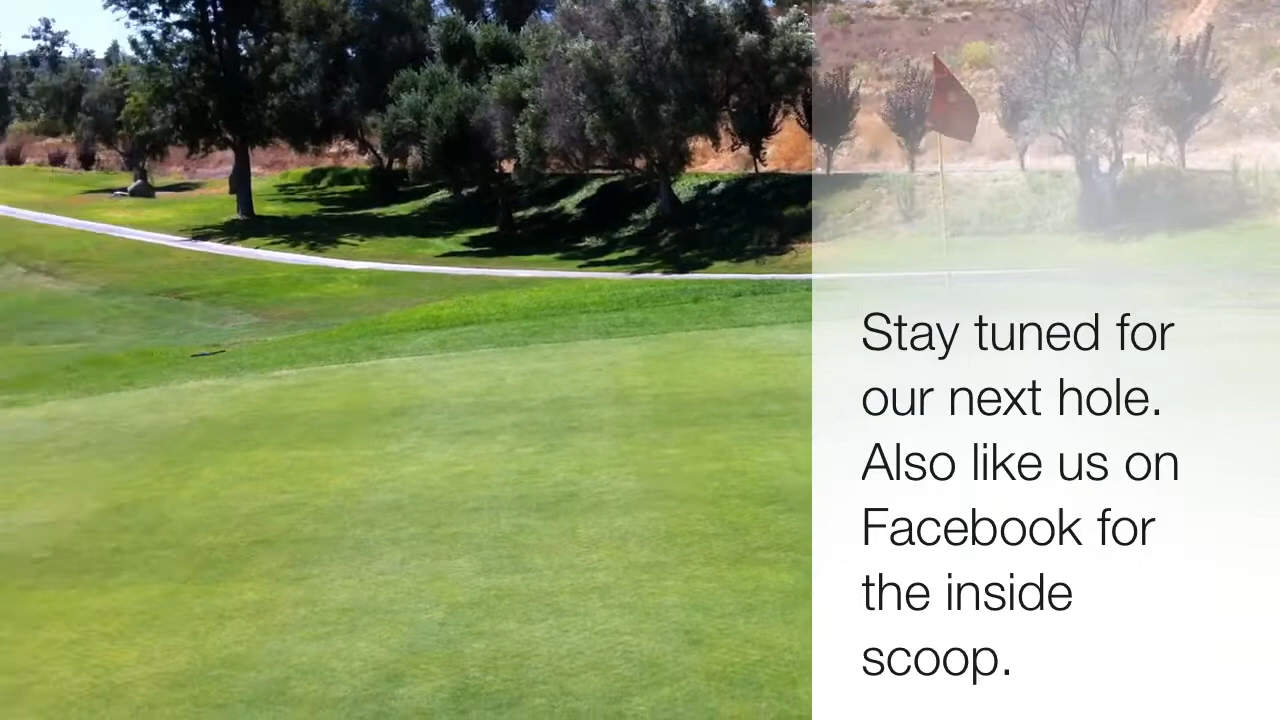 Stay tuned for
our next hole.
Also like us on
Facebook for
the inside
scoop.